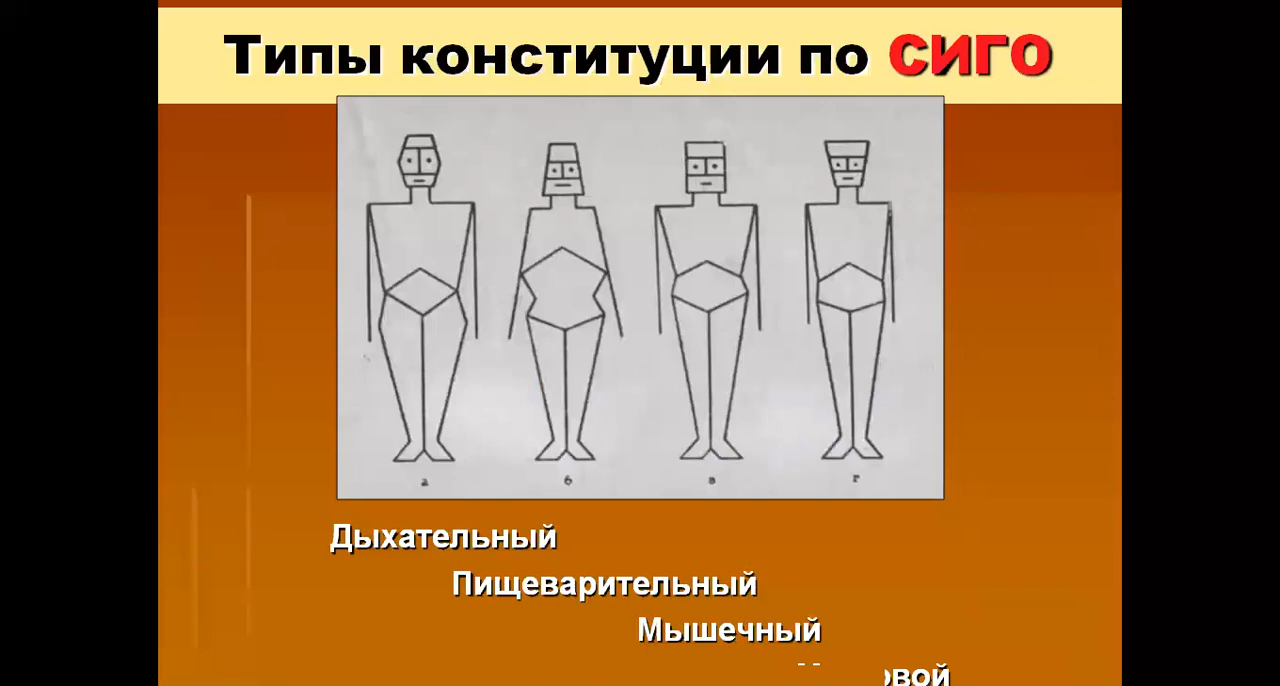 Типы конституции по СИГО
а б в г
Дыхательный
Пищеварительный
Мышечный